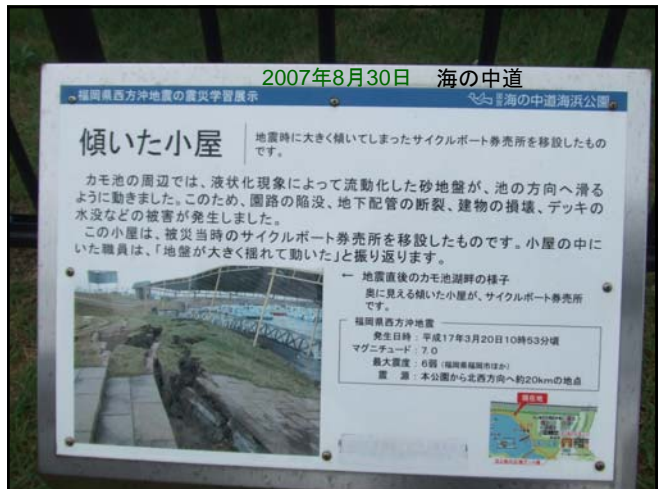 2007年8月30日　海の中道
福岡県西方沖地震の震災学習展示
海の中道海浜公園
傾いた小屋
地震時に大きく傾いてしまったサイクルボート券売所を移設したもの
です。
カモ池の周辺では、液状化現象によって流動化した砂地盤が、池の方向へ滑る
ように動きました。このため、園路の陥没、地下配管の断裂、建物の損壊、デッキの
水没などの被害が発生しました。
この小屋は、被災当時のサイクルボート券売所を移設したものです。小屋の中に
いた職員は、「地盤が大きく揺れて動いた」と振り返ります。
← 地震直後のカモ池湖畔の様子
奥に見える傾いた小屋が、サイクルボート券売所
です。
福岡県西方沖地震
発生日時：平成17年3月20日10時53分頃
マグニチュード：7.0
最大震度：6弱（福岡県福岡市ほか）
震　源：本公園から北西方向へ約20kmの地点
現在地